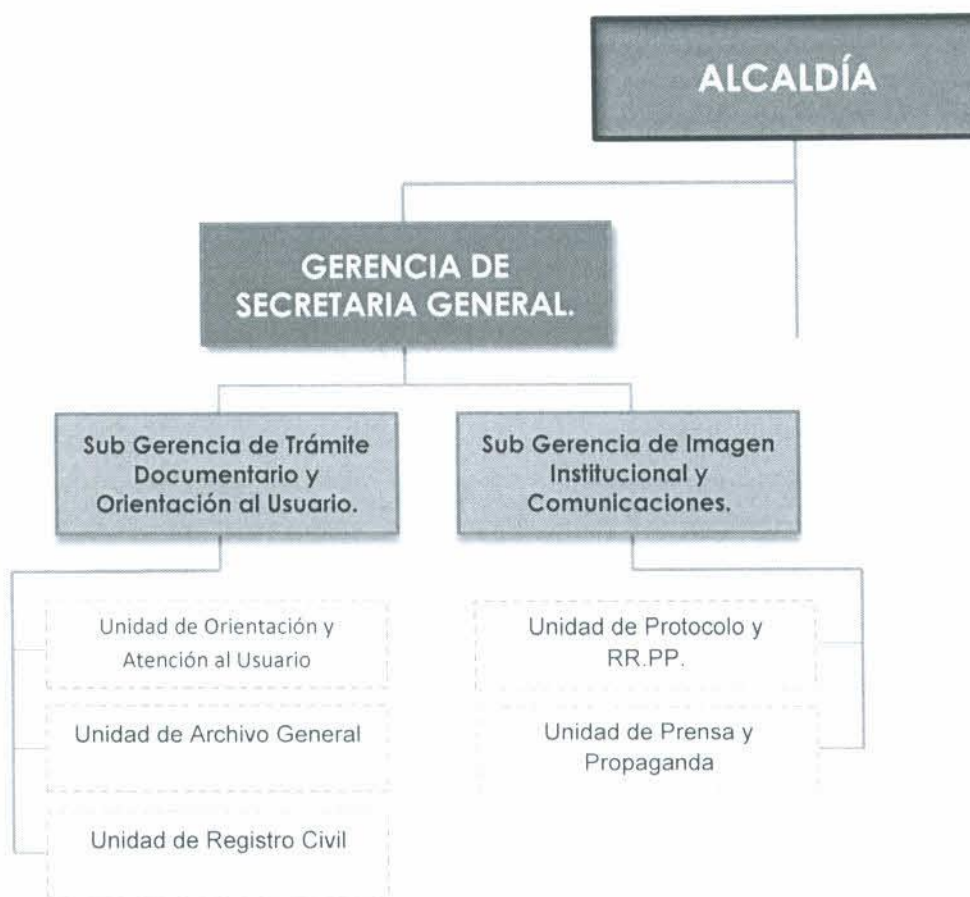 ALCALDÍA
GERENCIA DE
SECRETARIA GENERAL.
Sub Gerencia de Trámite
Documentario y
Orientación al Usuario.
Sub Gerencia de Imagen
Institucional y
Comunicaciones.
Unidad de Orientación y
Atención al Usuario
Unidad de Archivo General
Unidad de Registro Civil
Unidad de Protocolo y
RR.PP.
Unidad de Prensa y
Propaganda